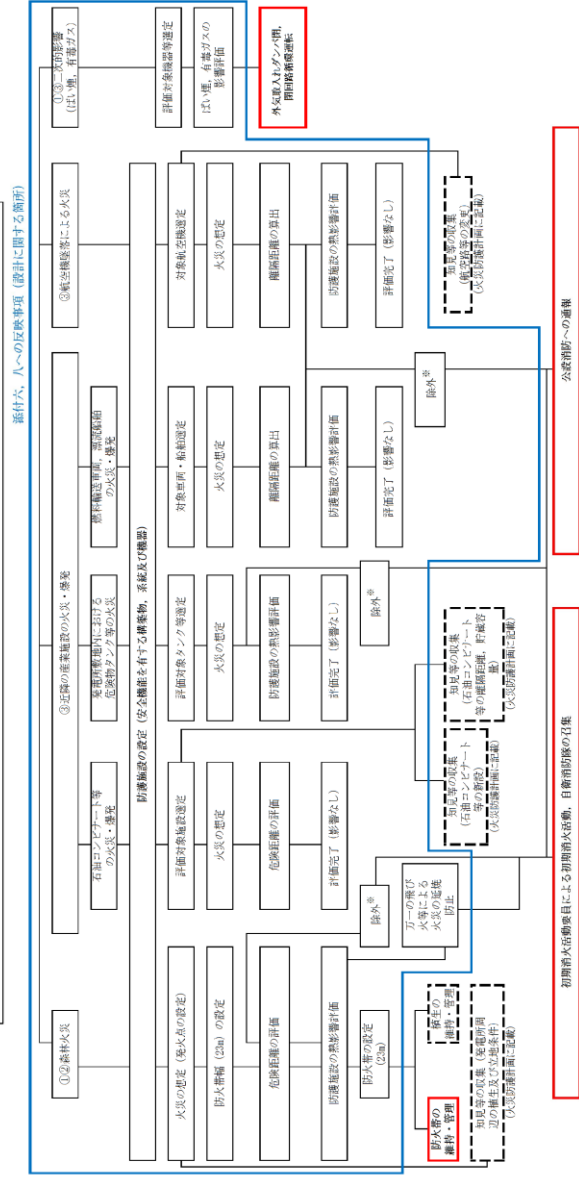 添付六，八への反映事項（設計に関する箇所）
①②森林火災
③近隣の産業施設の火災・爆発
③航空機墜落による火災
①③二次的影響
（ばい煙，有毒ガス）
石油コンビナート等
の火災・爆発
発電所敷地内における
危険物タンク等の火災
燃料輸送車両，漂流船舶
の火災・爆発
防護施設の設定（安全機能を有する構築物，系統及び機器）
火災の想定（発火点の設定）
防火帯幅（23m）の設定
危険距離の評価
防護施設の熱影響評価
防火帯の設定
（23m）
防火帯の
維持・管理
植生の
維持・管理
知見等の収集（発電所周
辺の植生及び立地条件）
（火災防護計画に記載）
除外※
万一の飛び
火等による
火災の延焼
防止
評価対象施設選定
火災の想定
危険距離の評価
評価完了（影響なし）
知見等の収集
（石油コンビナート
等の新設）
（火災防護計画に記載）
知見等の収集
（石油コンビナート
等の離隔距離，貯蔵容
量）
（火災防護計画に記載）
評価対象タンク等選定
火災の想定
防護施設の熱影響評価
評価完了（影響なし）
除外※
対象車両・船舶選定
火災の想定
離隔距離の算出
防護施設の熱影響評価
評価完了（影響なし）
除外※
対象航空機選定
火災の想定
離隔距離の算出
防護施設の熱影響評価
評価完了（影響なし）
知見等の収集
（航空路等の変更）
（火災防護計画に記載）
評価対象機器等選定
ばい煙，有毒ガスの
影響評価
外気取入れダンパ閉，
閉回路循環運転
初期消火活動要員による初期消火活動，自衛消防隊の召集
公設消防への通報